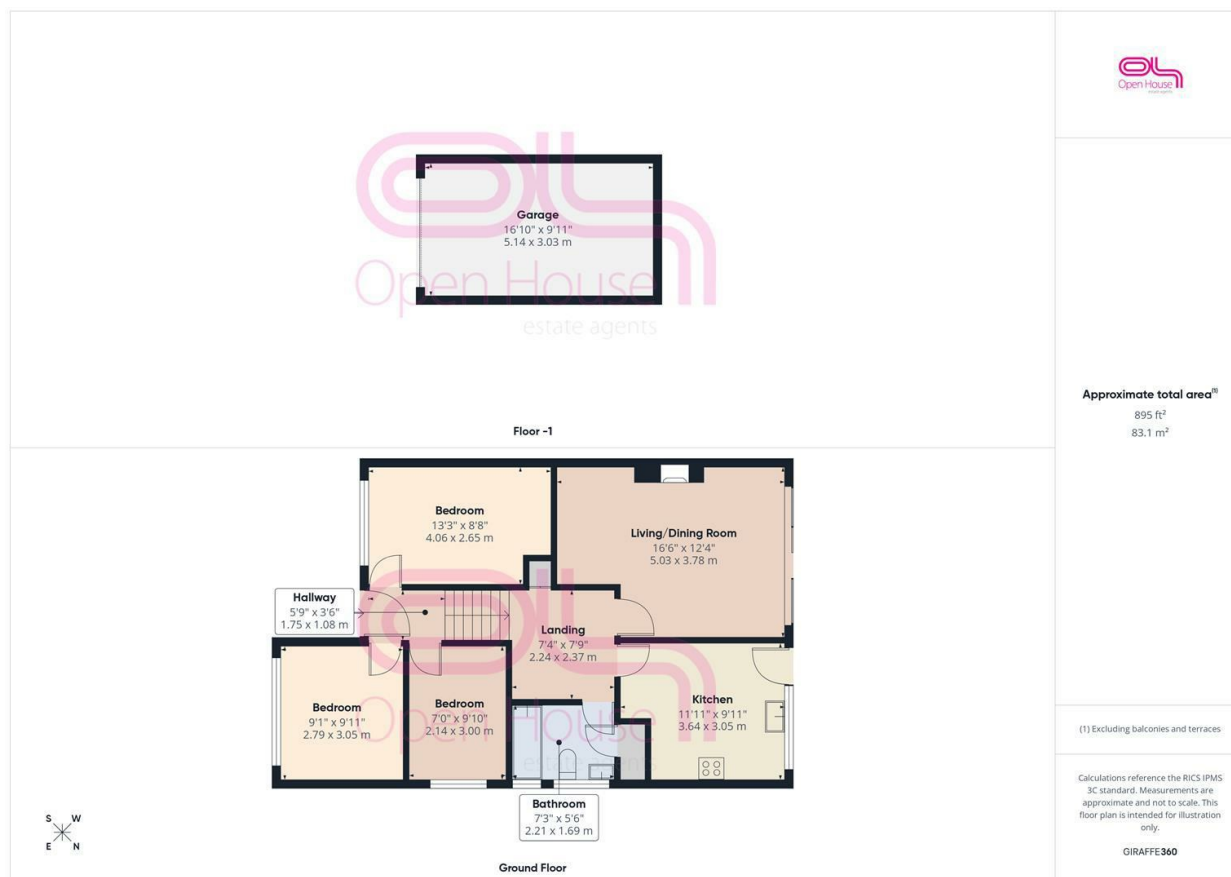 Open House
estate agents
Garage
16'10" x 9'11"
5.14 x 3.03 m
Open House
estate agents
Floor -1
Approximate total area(1)
895 ft²
83.1 m²
Bedroom
13'3" x 8'8"
4.06 x 2.65 m
Living/Dining Room
16'6" x 12'4"
5.03 x 3.78 m
Hallway
5'9" x 3'6"
1.75 x 1.08 m
Landing
7'4" x 7'9"
2.24 x 2.37 m
Bedroom
9'1" x 9'11"
2.79 x 3.05 m
Bedroom
7'0" x 9'10"
2.14 x 3.00 m
Kitchen
11'11" x 9'11"
3.64 x 3.05 m
Open House
estate agents
Bathroom
7'3" x 5'6"
2.21 x 1.69 m
S W
E N
Ground Floor
(1) Excluding balconies and terraces
Calculations reference the RICS IPMS
3C standard. Measurements are
approximate and not to scale. This
floor plan is intended for illustration
only.
GIRAFFE360